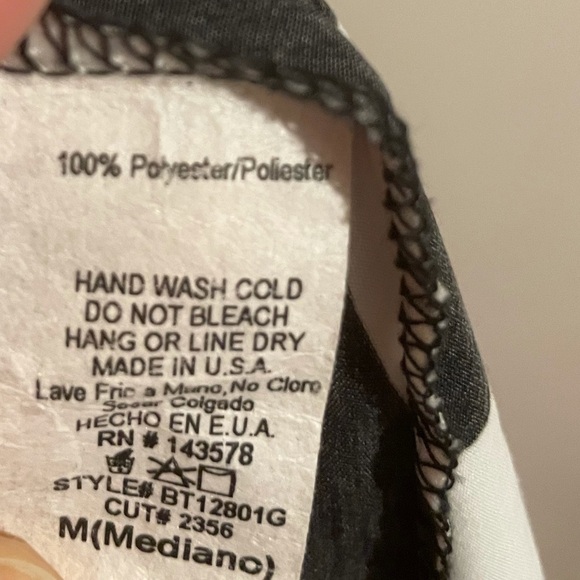 100% Polyester/Poliester
HAND WASH COLD
DO NOT BLEACH
HANG OR LINE DRY
MADE IN U.S.A.
Lave Frio a Mano, No Cloro
Secar Colgado
HECHO EN E.U.A.
RN # 143578
STYLE# BT12801G
CUT# 2356
M(Mediano)